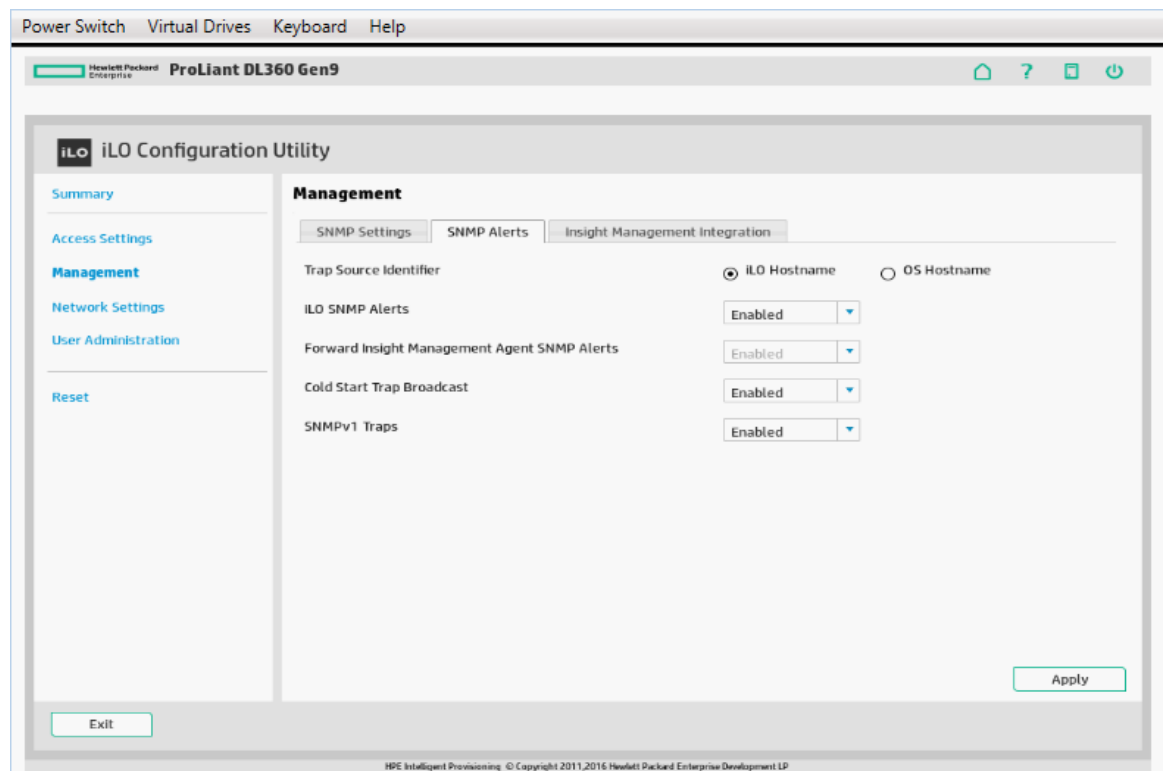 Power Switch Virtual Drives Keyboard Help
Hewlett Packard
Enterprise
ProLiant DL360 Gen9
?
iLO iLO Configuration Utility
Summary
Access Settings
Management
Network Settings
User Administration
Reset
Management
SNMP Settings SNMP Alerts Insight Management Integration
Trap Source Identifier iLO Hostname OS Hostname
iLO SNMP Alerts Enabled
Forward Insight Management Agent SNMP Alerts Enabled
Cold Start Trap Broadcast Enabled
SNMPv1 Traps Enabled
Apply
Exit
HPE Intelligent Provisioning © Copyright 2011,2016 Hewlett Packard Enterprise Development LP